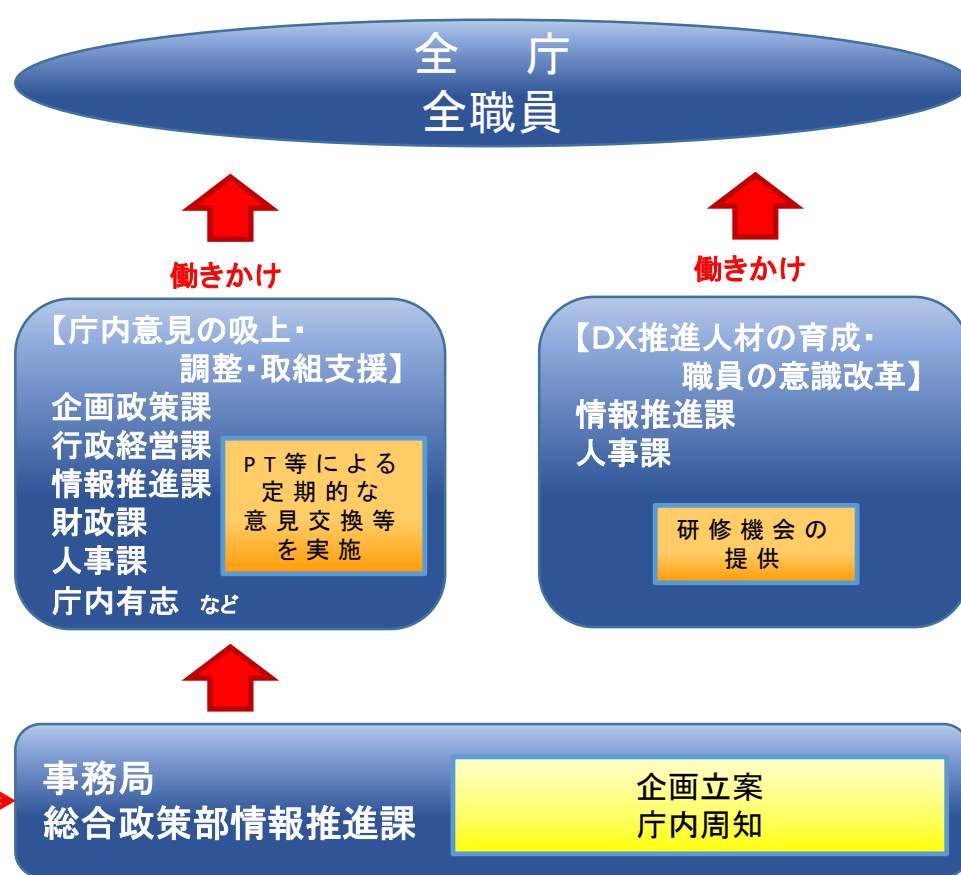 全 庁
全職員
働きかけ
働きかけ
【庁内意見の吸上・
調整・取組支援】
企画政策課
行政経営課
情報推進課
財政課
人事課
庁内有志 など
PT等による
定期的な
意見交換等
を実施
【DX推進人材の育成・
職員の意識改革】
情報推進課
人事課
研修機会の
提供
事務局
総合政策部情報推進課
企画立案
庁内周知